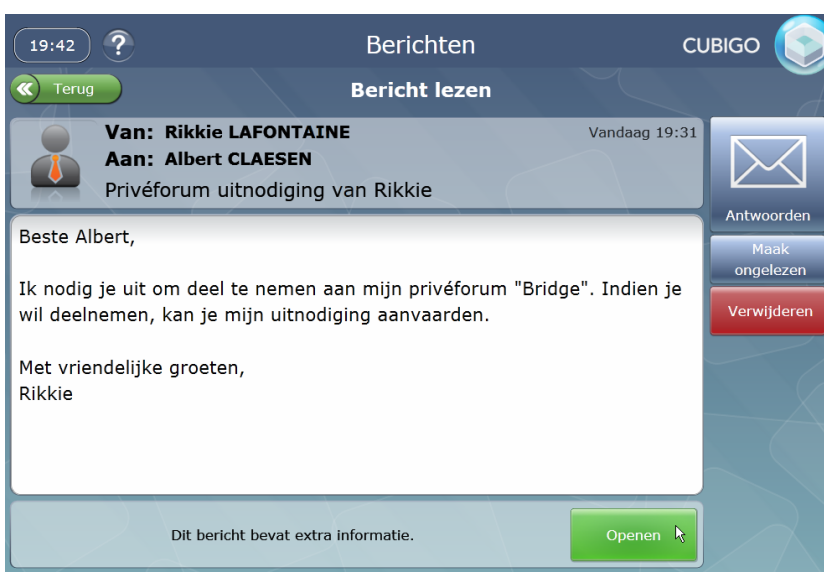 19:42 ? Berichten CUBIGO
Terug Bericht lezen
Van: Rikkie LAFONTAINE Vandaag 19:31
Aan: Albert CLAESEN
Privéforum uitnodiging van Rikkie
Antwoorden
Maak
ongelezen
Verwijderen
Beste Albert,
Ik nodig je uit om deel te nemen aan mijn privéforum "Bridge". Indien je
wil deelnemen, kan je mijn uitnodiging aanvaarden.
Met vriendelijke groeten,
Rikkie
Dit bericht bevat extra informatie. Openen